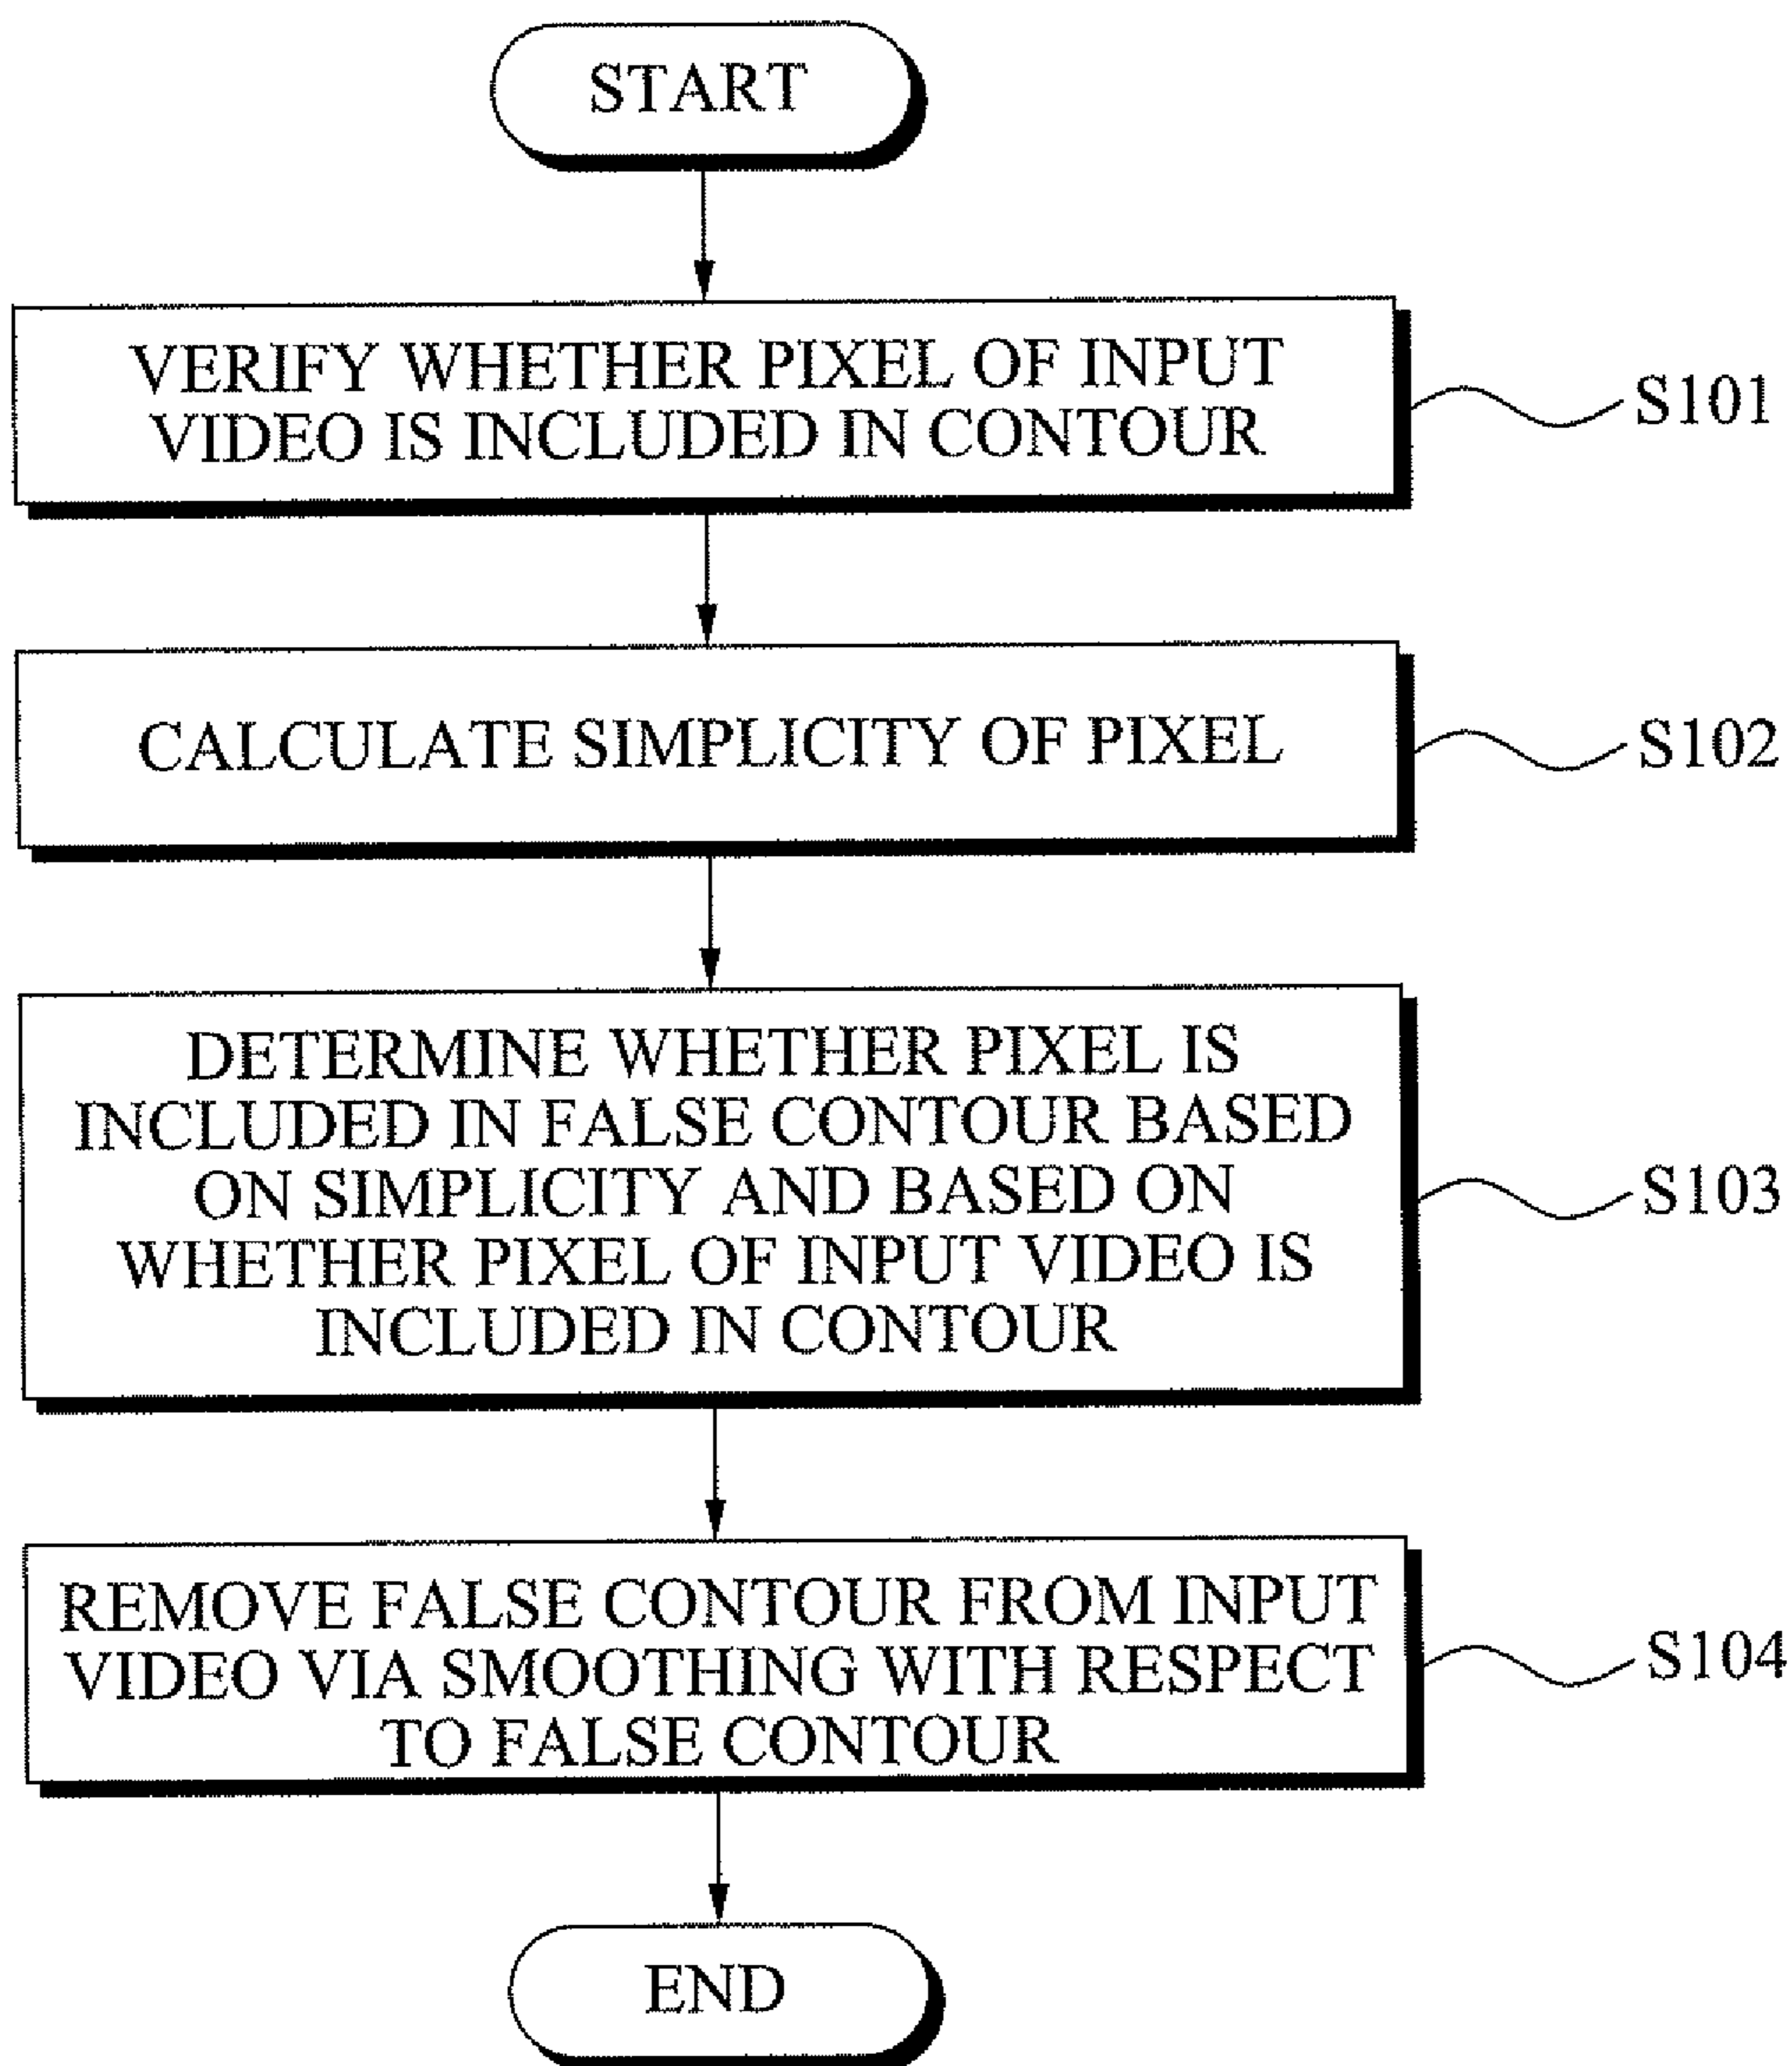 START
VERIFY WHETHER PIXEL OF INPUT
VIDEO IS INCLUDED IN CONTOUR
S101
CALCULATE SIMPLICITY OF PIXEL
S102
DETERMINE WHETHER PIXEL IS
INCLUDED IN FALSE CONTOUR BASED
ON SIMPLICITY AND BASED ON
WHETHER PIXEL OF INPUT VIDEO IS
INCLUDED IN CONTOUR
S103
REMOVE FALSE CONTOUR FROM INPUT
VIDEO VIA SMOOTHING WITH RESPECT
TO FALSE CONTOUR
S104
END